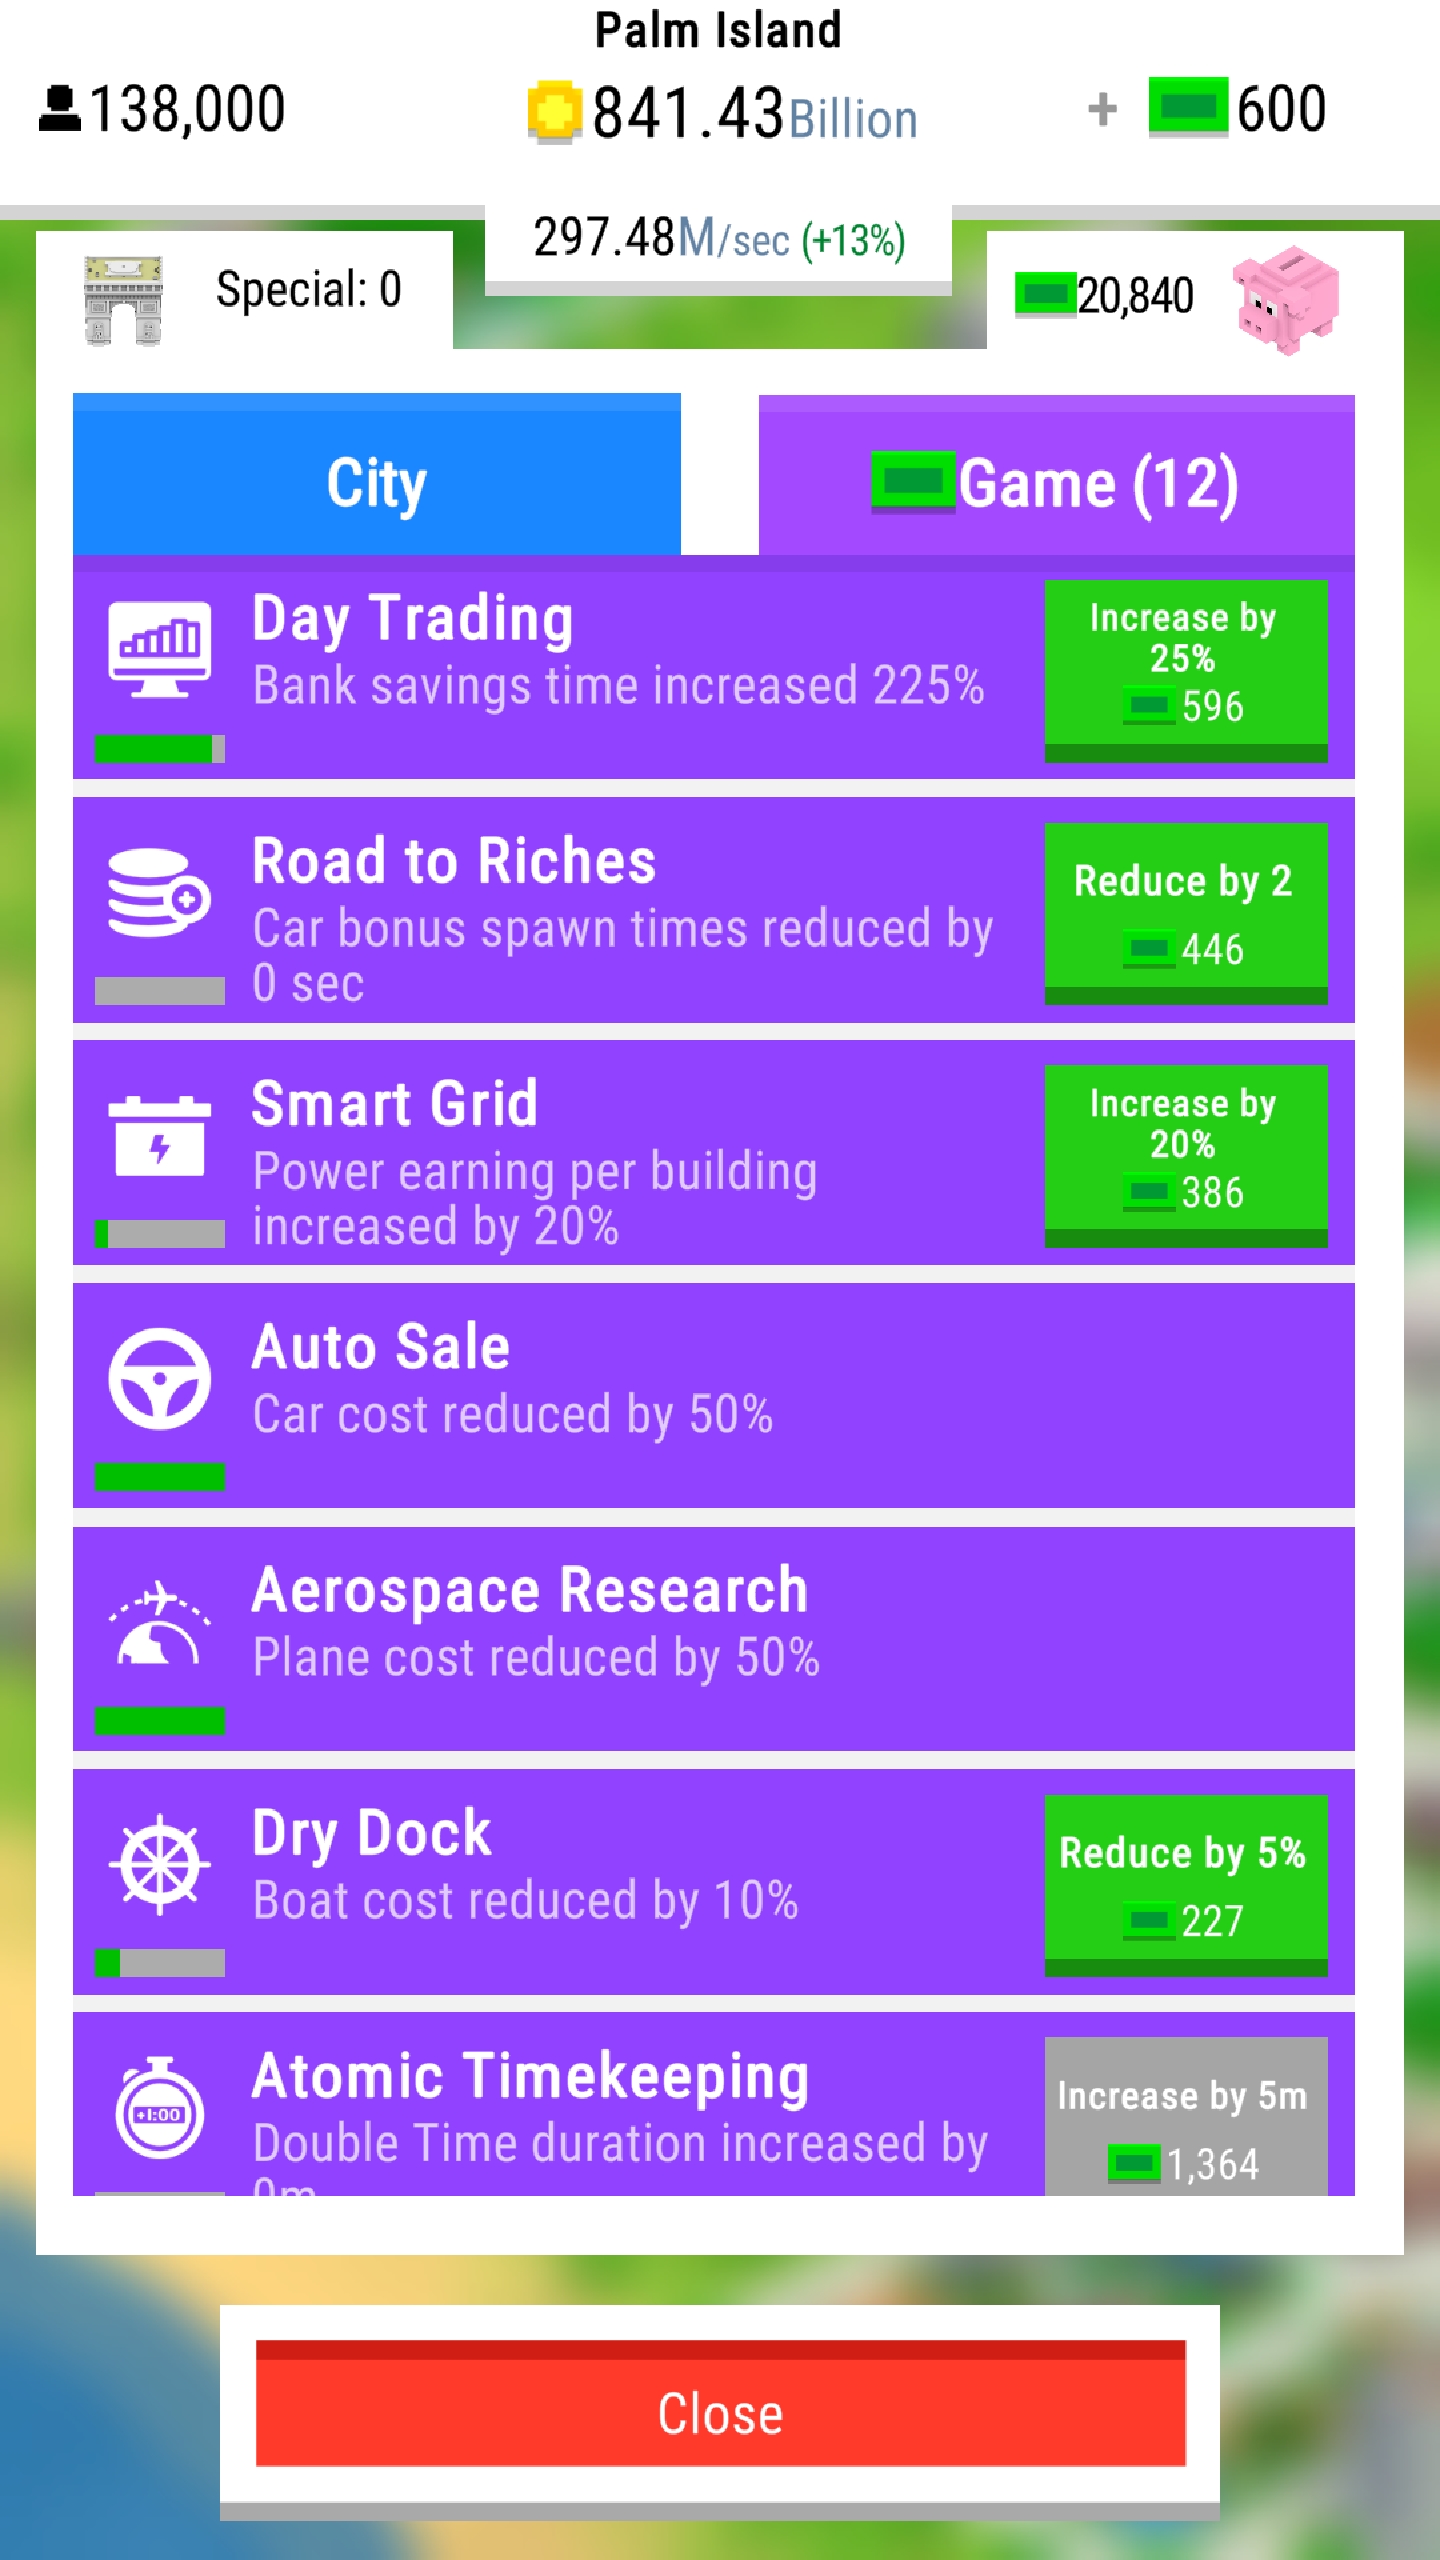 Palm Island
138,000
841.43Billion
+ 600
297.48M/sec (+13%)
Special: 0
20,840
City
Game (12)
Day Trading
Bank savings time increased 225%
Increase by
25%
596
Road to Riches
Car bonus spawn times reduced by
0 sec
Reduce by 2
446
Smart Grid
Power earning per building
increased by 20%
Increase by
20%
386
Auto Sale
Car cost reduced by 50%
Aerospace Research
Plane cost reduced by 50%
Dry Dock
Boat cost reduced by 10%
Reduce by 5%
227
+1:00
Atomic Timekeeping
Double Time duration increased by
0m
Increase by 5m
1,364
Close